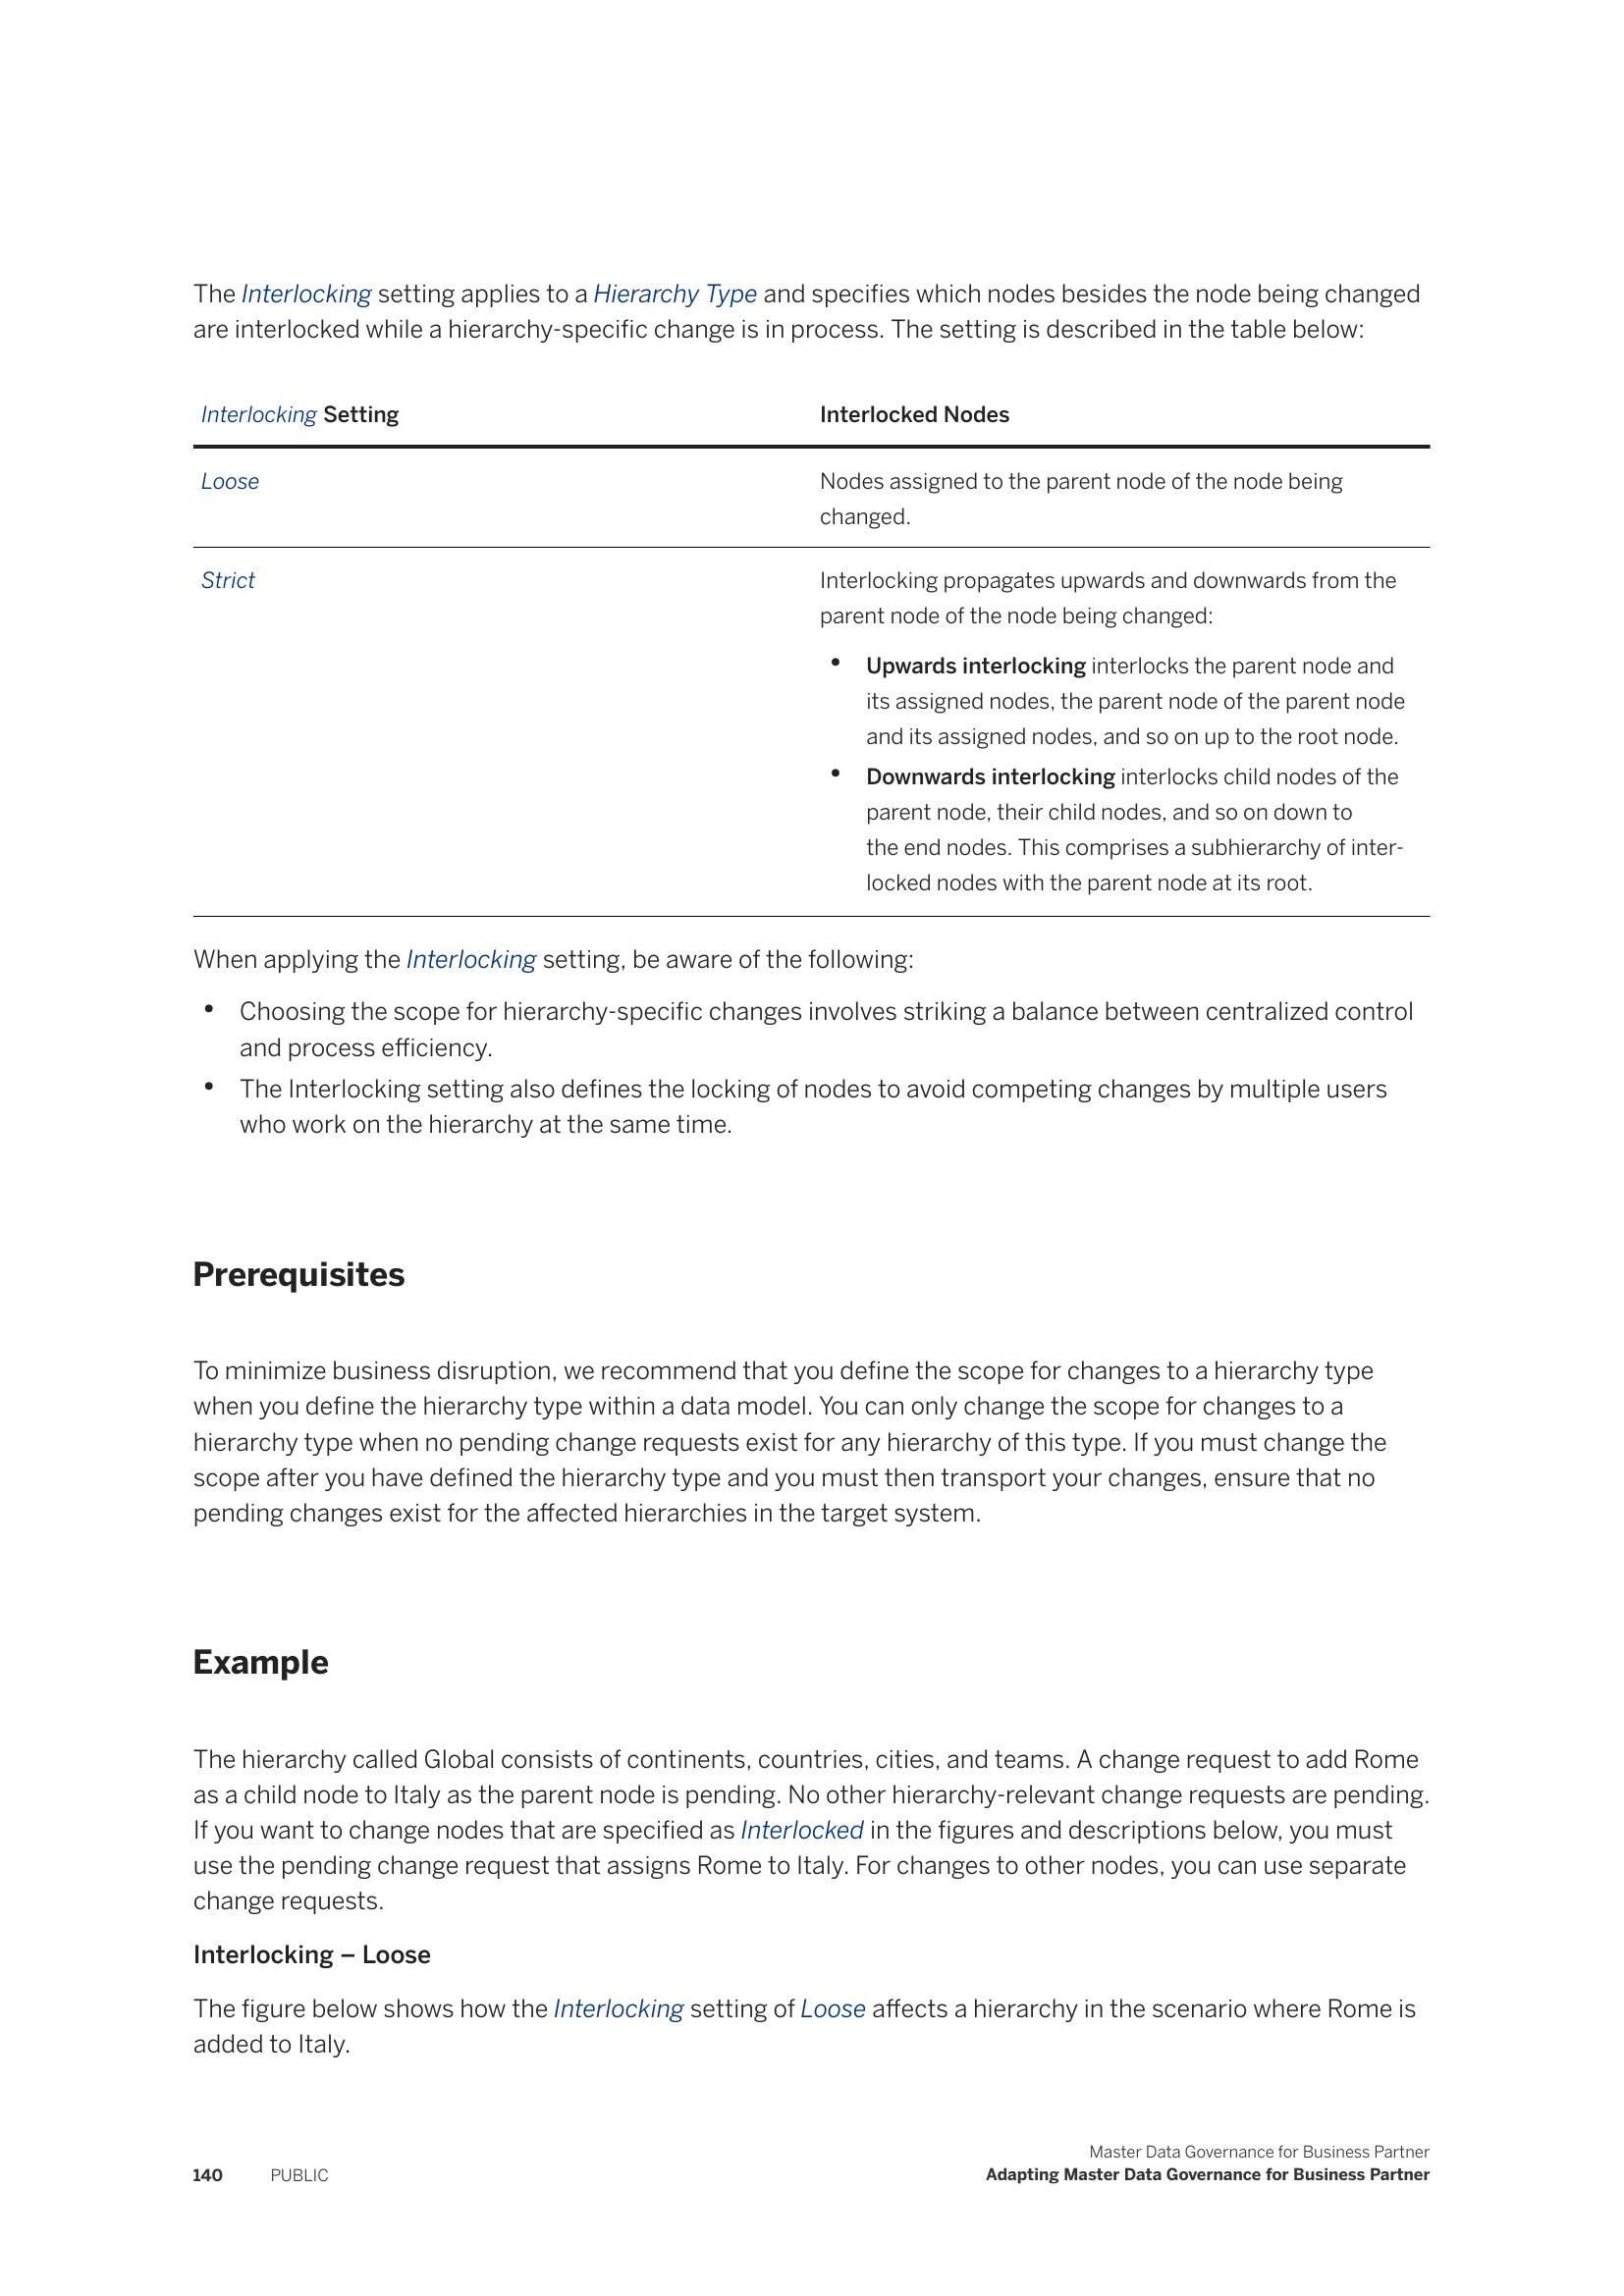 The Interlocking setting applies to a Hierarchy Type and specifies which nodes besides the node being changed
are interlocked while a hierarchy-specific change is in process. The setting is described in the table below:
Interlocking Setting
Interlocked Nodes
Loose
Nodes assigned to the parent node of the node being
changed.
Strict
Interlocking propagates upwards and downwards from the
parent node of the node being changed:
• Upwards interlocking interlocks the parent node and
its assigned nodes, the parent node of the parent node
and its assigned nodes, and so on up to the root node.
• Downwards interlocking interlocks child nodes of the
parent node, their child nodes, and so on down to
the end nodes. This comprises a subhierarchy of inter-
locked nodes with the parent node at its root.
When applying the Interlocking setting, be aware of the following:
• Choosing the scope for hierarchy-specific changes involves striking a balance between centralized control
and process efficiency.
• The Interlocking setting also defines the locking of nodes to avoid competing changes by multiple users
who work on the hierarchy at the same time.
Prerequisites
To minimize business disruption, we recommend that you define the scope for changes to a hierarchy type
when you define the hierarchy type within a data model. You can only change the scope for changes to a
hierarchy type when no pending change requests exist for any hierarchy of this type. If you must change the
scope after you have defined the hierarchy type and you must then transport your changes, ensure that no
pending changes exist for the affected hierarchies in the target system.
Example
The hierarchy called Global consists of continents, countries, cities, and teams. A change request to add Rome
as a child node to Italy as the parent node is pending. No other hierarchy-relevant change requests are pending.
If you want to change nodes that are specified as Interlocked in the figures and descriptions below, you must
use the pending change request that assigns Rome to Italy. For changes to other nodes, you can use separate
change requests.
Interlocking – Loose
The figure below shows how the Interlocking setting of Loose affects a hierarchy in the scenario where Rome is
added to Italy.
Master Data Governance for Business Partner
140 PUBLIC Adapting Master Data Governance for Business Partner